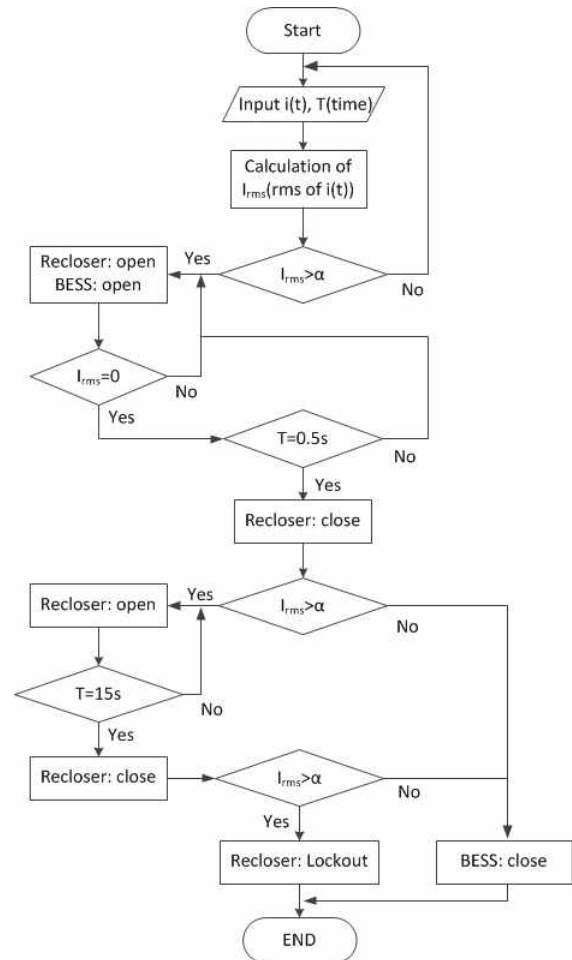 Start
Input i(t), T(time)
Calculation of
Irms(rms of i(t))
Irms>α
Yes
No
Recloser: open
BESS: open
Irms=0
No
Yes
T=0.5s
No
Yes
Recloser: close
Irms>α
Yes
No
Recloser: open
T=15s
No
Yes
Recloser: close
Irms>α
No
Yes
Recloser: Lockout
BESS: close
END